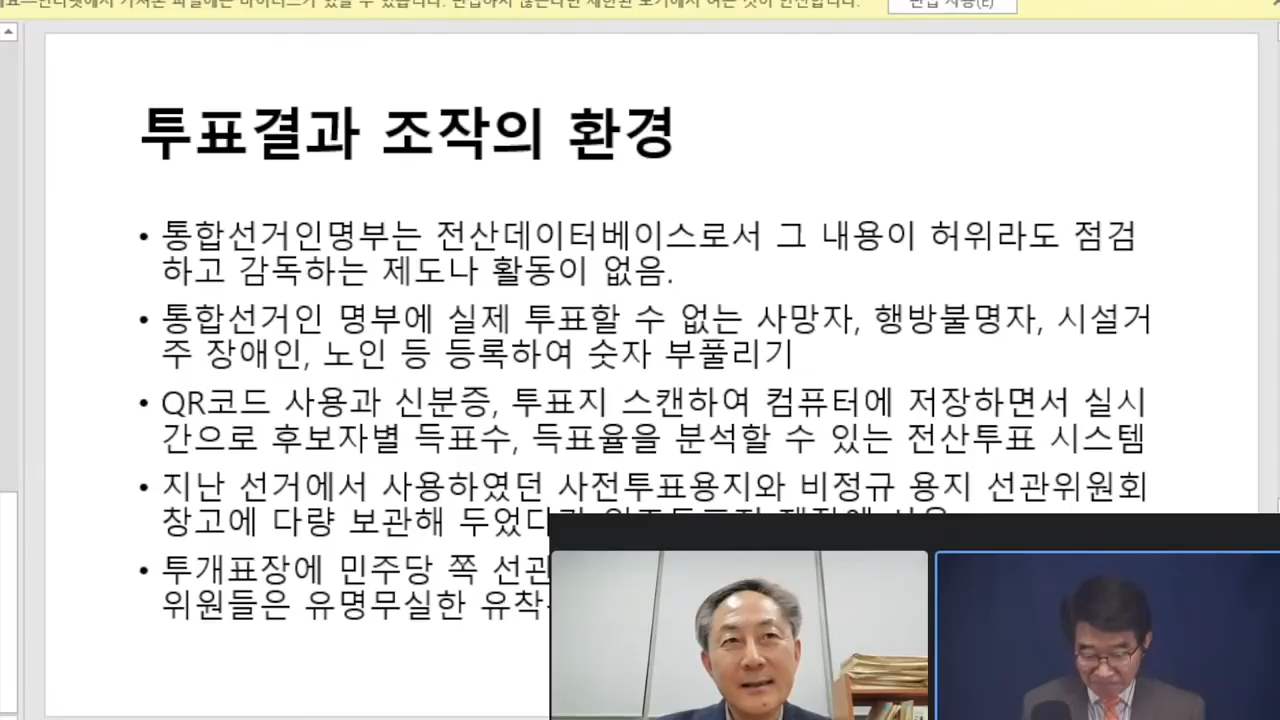 편집 사용(E)
투표결과 조작의 환경
• 통합선거인명부는 전산데이터베이스로서 그 내용이 허위라도 점검
하고 감독하는 제도나 활동이 없음.
• 통합선거인 명부에 실제 투표할 수 없는 사망자, 행방불명자, 시설거
주 장애인, 노인 등 등록하여 숫자 부풀리기
• QR코드 사용과 신분증, 투표지 스캔하여 컴퓨터에 저장하면서 실시
간으로 후보자별 득표수, 득표율을 분석할 수 있는 전산투표 시스템
• 지난 선거에서 사용하였던 사전투표용지와 비정규 용지 선관위원회
창고에 다량 보관해 두었다
• 투개표장에 민주당 쪽 선관
위원들은 유명무실한 유착